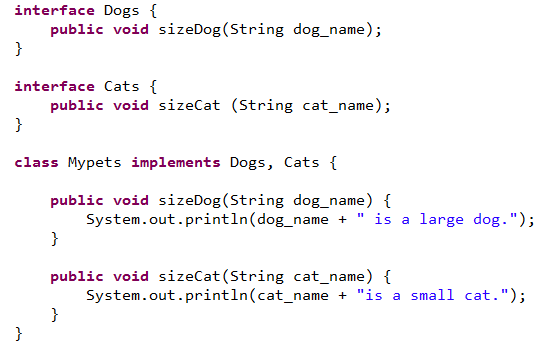 interface Dogs {
    public void sizeDog(String dog_name);
}
interface Cats {
    public void sizeCat (String cat_name);
}
class Mypets implements Dogs, Cats {
    public void sizeDog(String dog_name) {
        System.out.println(dog_name + " is a large dog.");
    }
    public void sizeCat(String cat_name) {
        System.out.println(cat_name + "is a small cat.");
    }
}